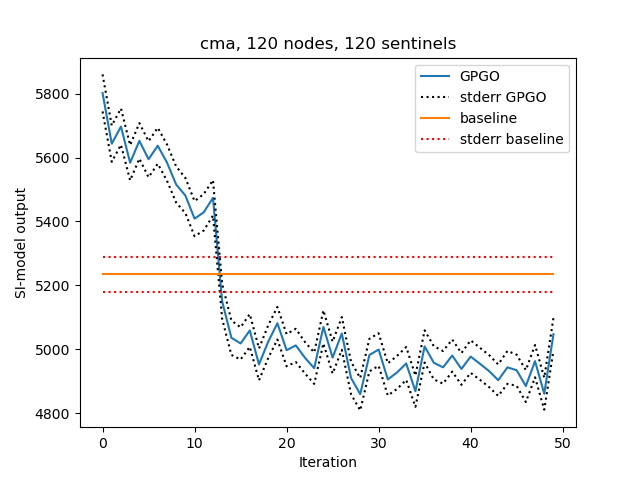 cma, 120 nodes, 120 sentinels
GPGO
stderr GPGO
baseline
stderr baseline
SI-model output
5800
5600
5400
5200
5000
4800
0 10 20 30 40 50
Iteration